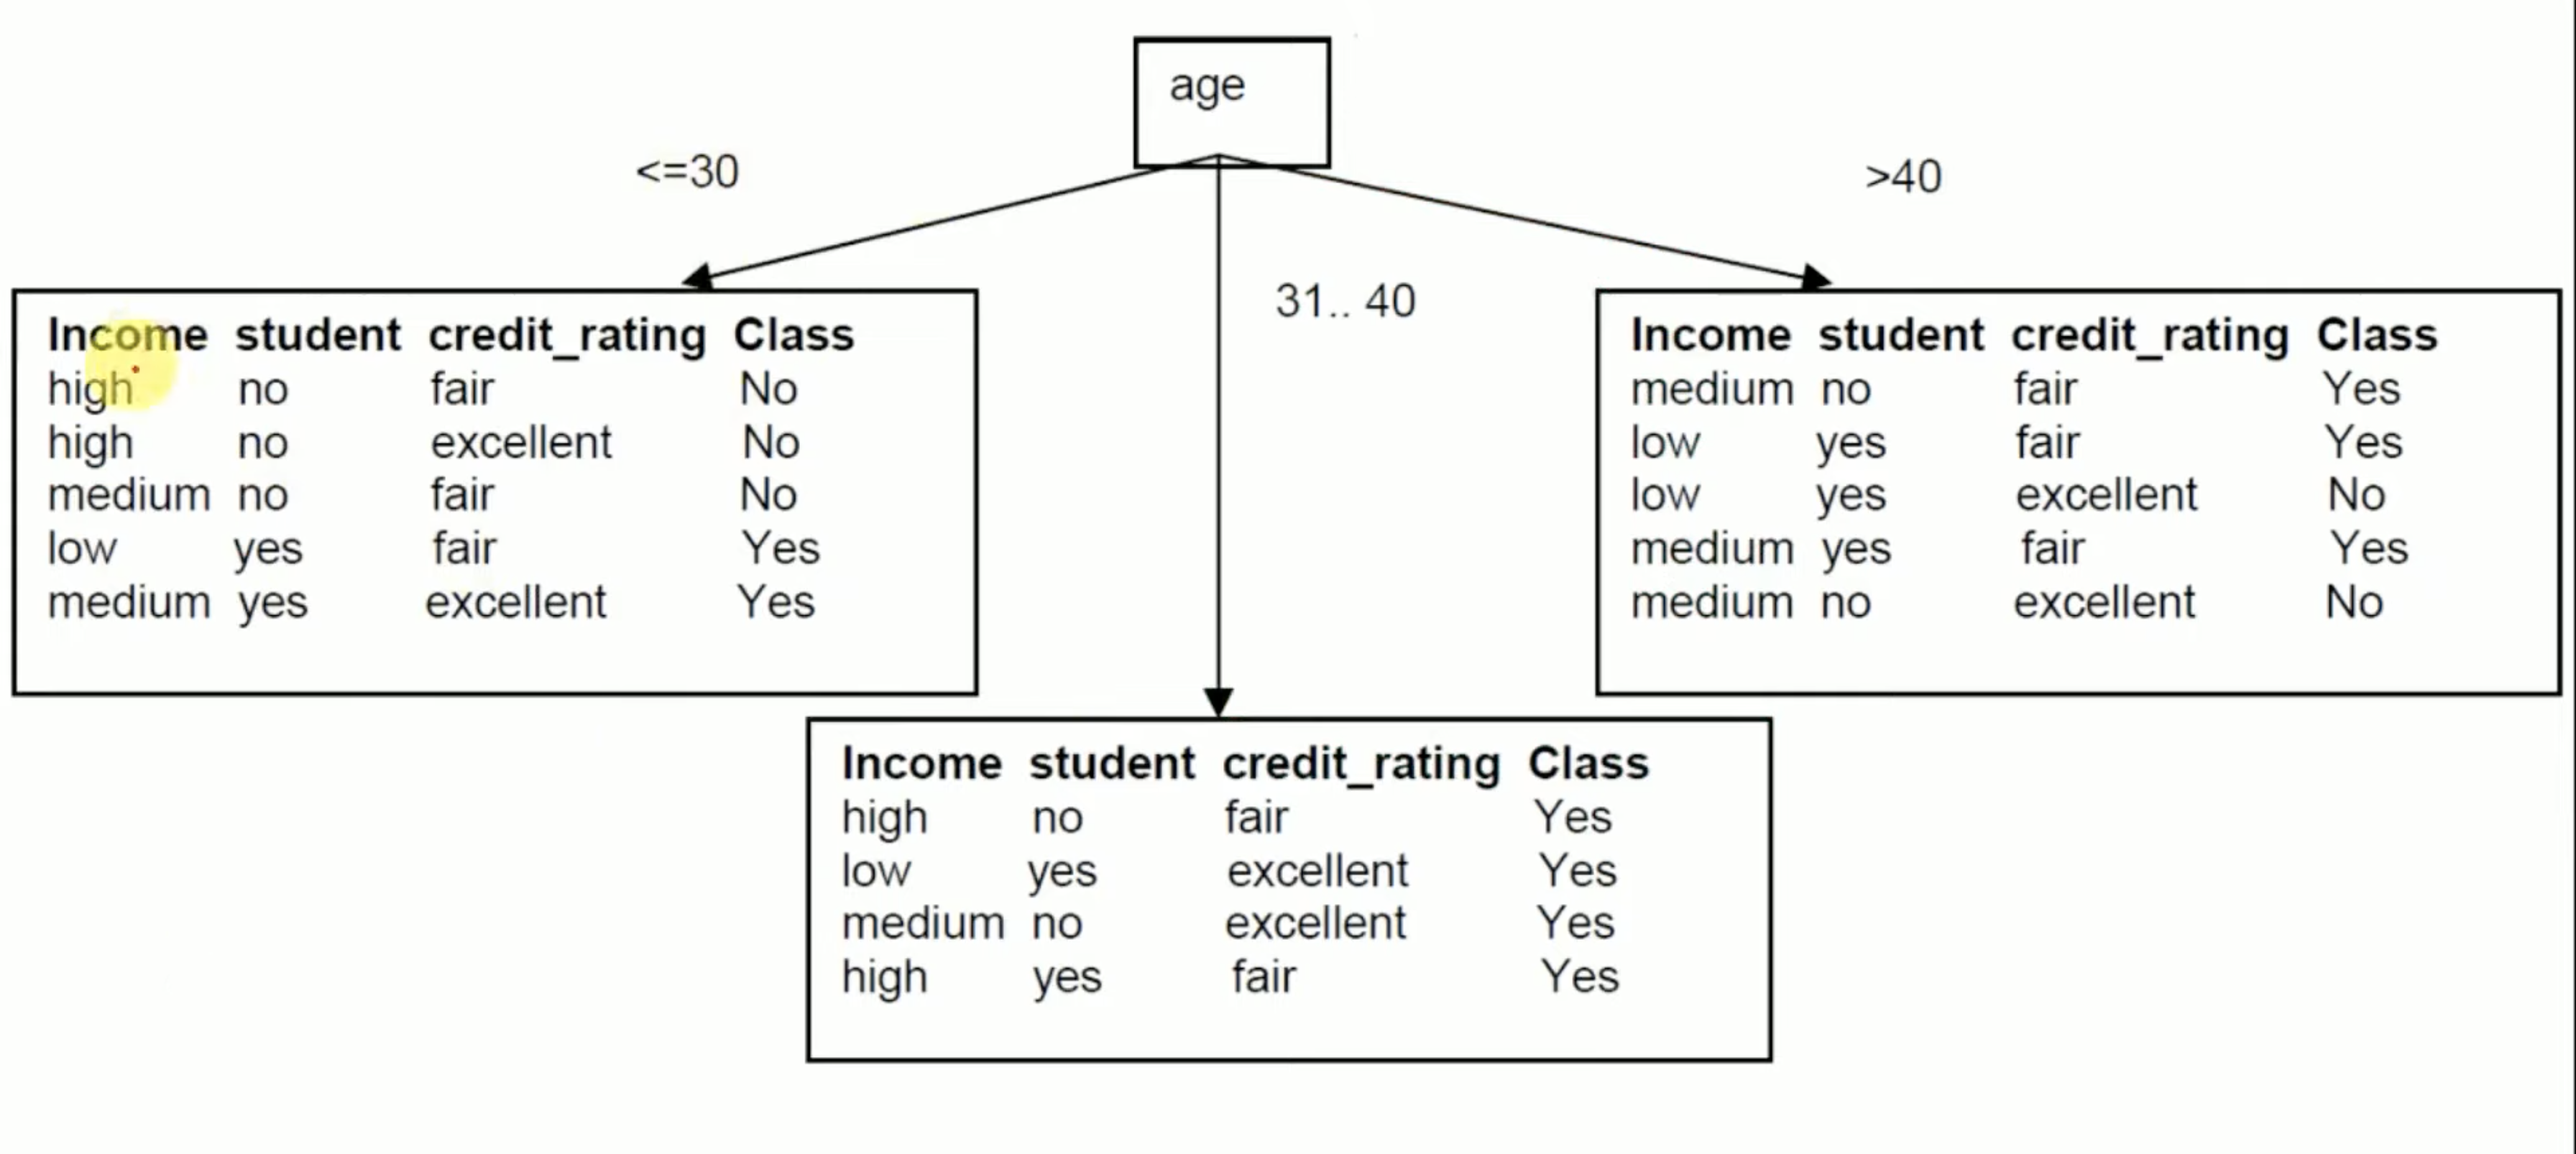 age
<=30
>40
31.. 40
Income student credit_rating Class
high no fair No
high no excellent No
medium no fair No
low yes fair Yes
medium yes excellent Yes
Income student credit_rating Class
medium no fair Yes
low yes fair Yes
low yes excellent No
medium yes fair Yes
medium no excellent No
Income student credit_rating Class
high no fair Yes
low yes excellent Yes
medium no excellent Yes
high yes fair Yes